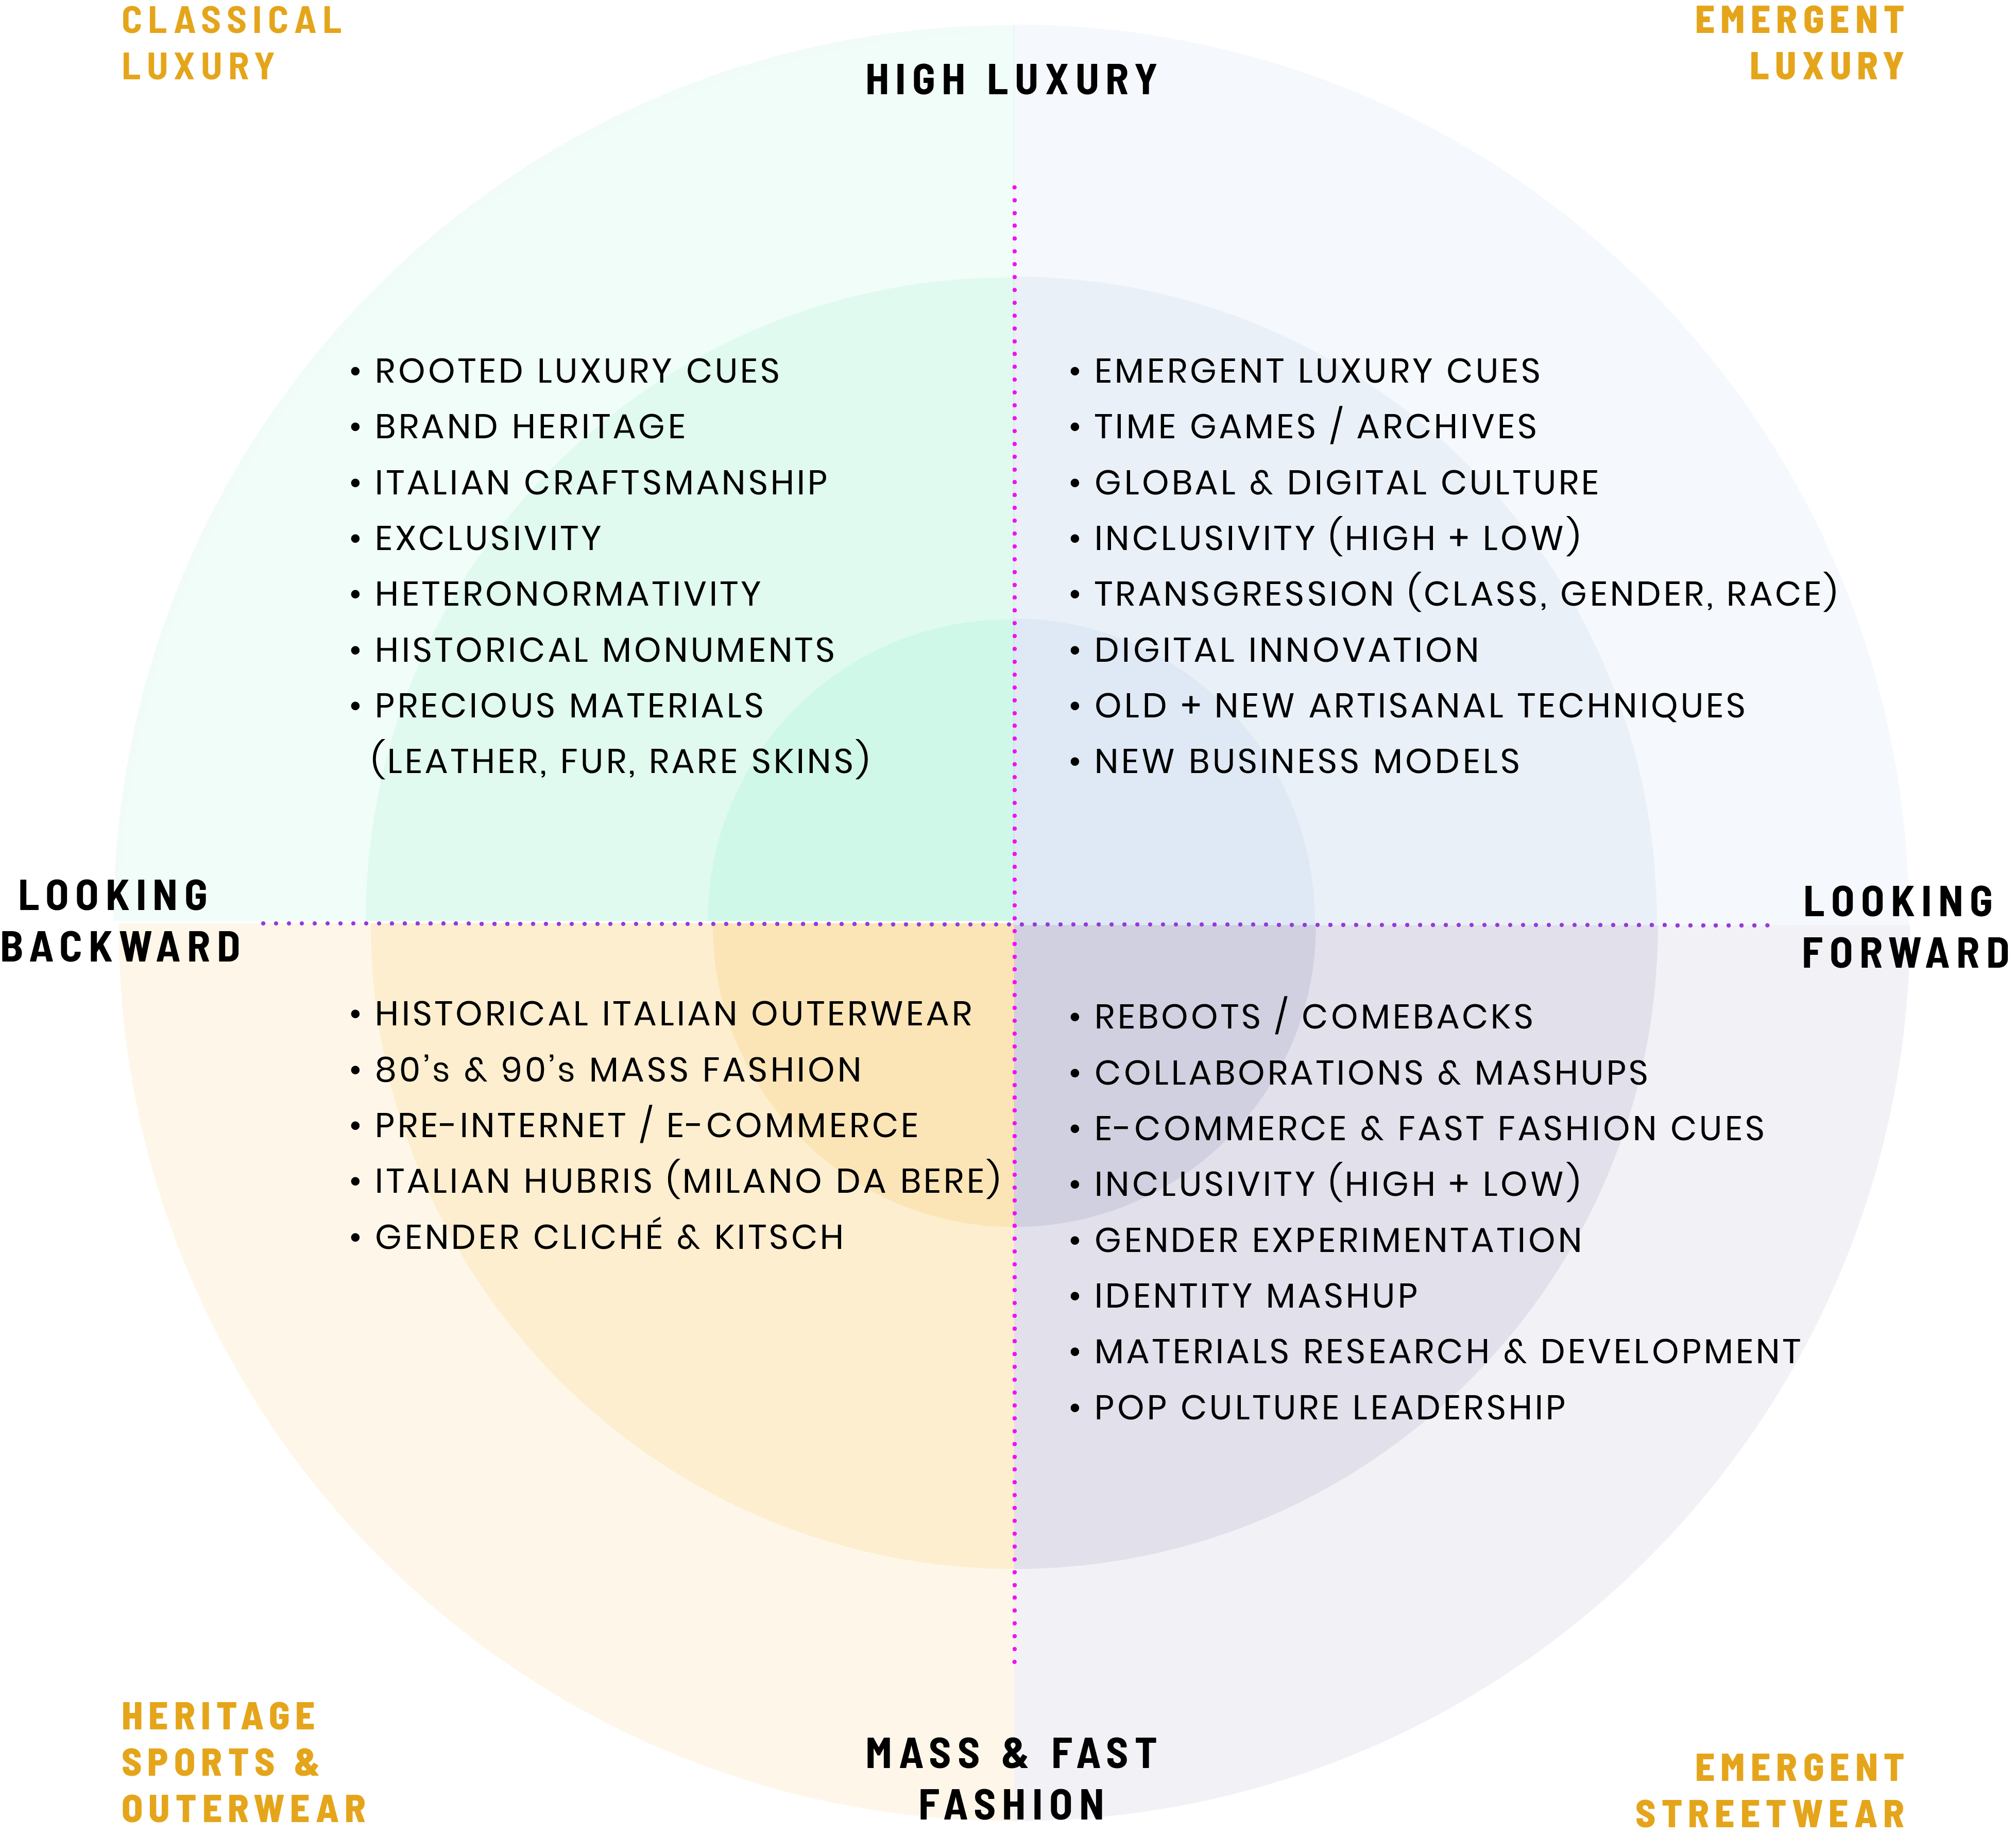 CLASSICAL
LUXURY
EMERGENT
LUXURY
HIGH LUXURY
• ROOTED LUXURY CUES
• BRAND HERITAGE
• ITALIAN CRAFTSMANSHIP
• EXCLUSIVITY
• HETERONORMATIVITY
• HISTORICAL MONUMENTS
• PRECIOUS MATERIALS
(LEATHER, FUR, RARE SKINS)
• EMERGENT LUXURY CUES
• TIME GAMES / ARCHIVES
• GLOBAL & DIGITAL CULTURE
• INCLUSIVITY (HIGH + LOW)
• TRANSGRESSION (CLASS, GENDER, RACE)
• DIGITAL INNOVATION
• OLD + NEW ARTISANAL TECHNIQUES
• NEW BUSINESS MODELS
LOOKING
BACKWARD
LOOKING
FORWARD
• HISTORICAL ITALIAN OUTERWEAR
• 80's & 90's MASS FASHION
• PRE-INTERNET / E-COMMERCE
• ITALIAN HUBRIS (MILANO DA BERE)
• GENDER CLICHÉ & KITSCH
• REBOOTS / COMEBACKS
• COLLABORATIONS & MASHUPS
• E-COMMERCE & FAST FASHION CUES
• INCLUSIVITY (HIGH + LOW)
• GENDER EXPERIMENTATION
• IDENTITY MASHUP
• MATERIALS RESEARCH & DEVELOPMENT
• POP CULTURE LEADERSHIP
HERITAGE
SPORTS &
OUTERWEAR
MASS & FAST
FASHION
EMERGENT
STREETWEAR